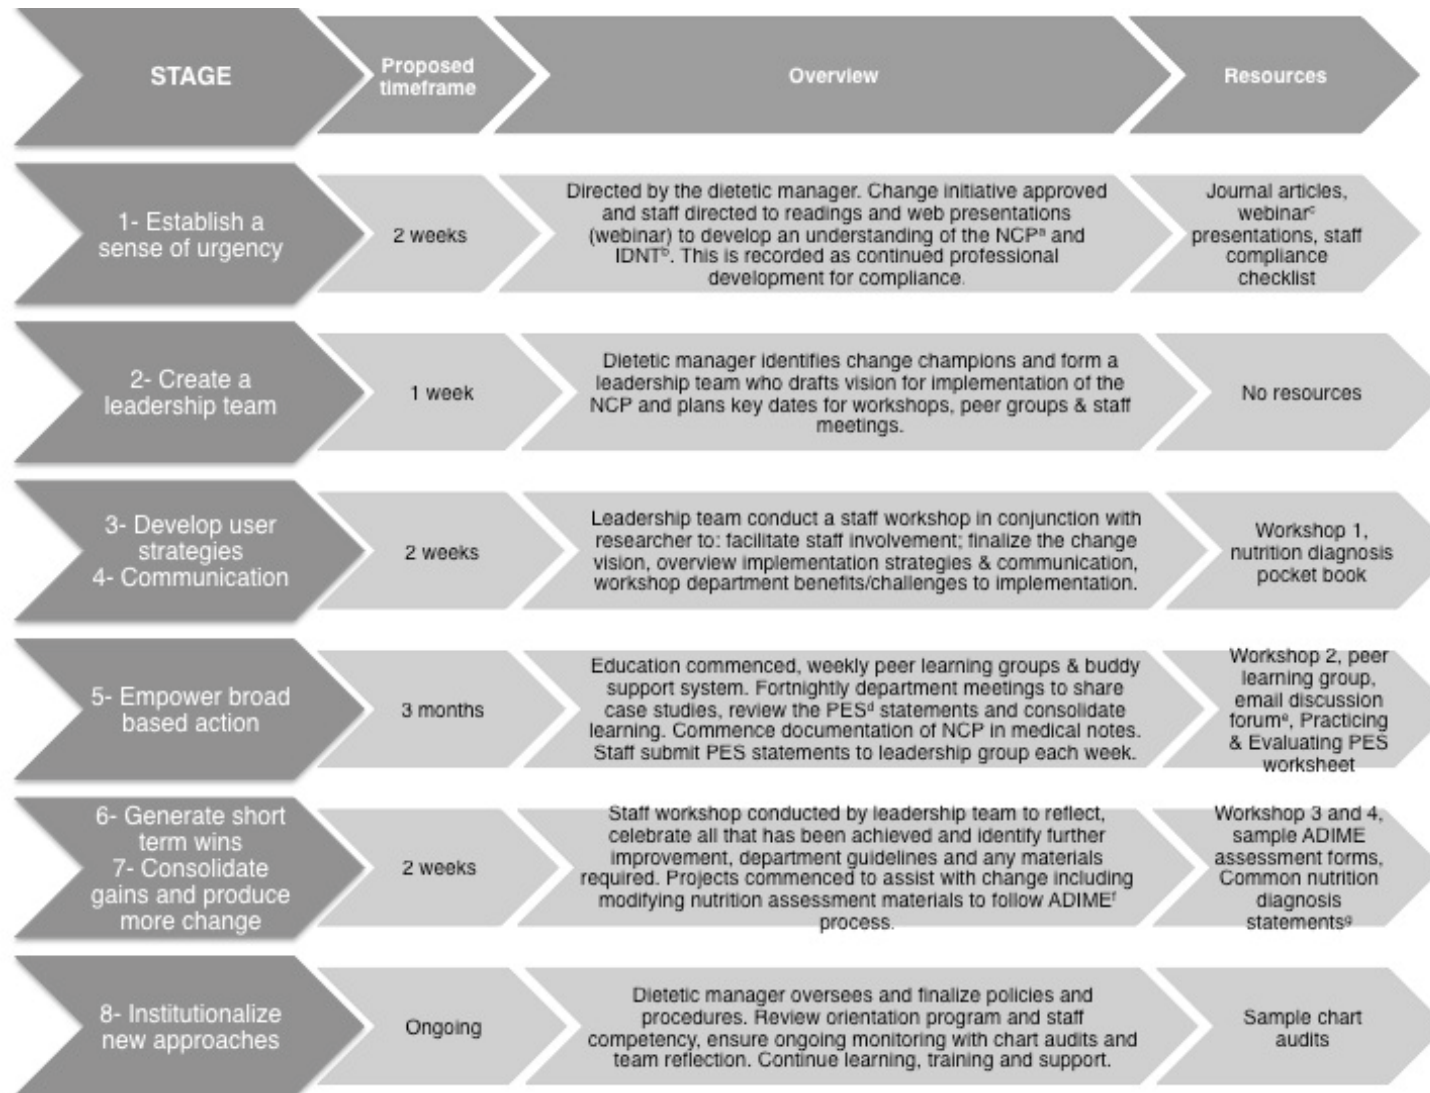 STAGE
Proposed
timeframe
Overview
Resources
1- Establish a
sense of urgency
2 weeks
Directed by the dietetic manager. Change initiative approved
and staff directed to readings and web presentations
(webinar) to develop an understanding of the NCPᵃ and
IDNTᵇ. This is recorded as continued professional
development for compliance.
Journal articles,
webinarᶜ
presentations, staff
compliance
checklist
2- Create a
leadership team
1 week
Dietetic manager identifies change champions and form a
leadership team who drafts vision for implementation of the
NCP and plans key dates for workshops, peer groups & staff
meetings.
No resources
3- Develop user
strategies
4- Communication
2 weeks
Leadership team conduct a staff workshop in conjunction with
researcher to: facilitate staff involvement; finalize the change
vision, overview implementation strategies & communication,
workshop department benefits/challenges to implementation.
Workshop 1,
nutrition diagnosis
pocket book
5- Empower broad
based action
3 months
Education commenced, weekly peer learning groups & buddy
support system. Fortnightly department meetings to share
case studies, review the PESᵈ statements and consolidate
learning. Commence documentation of NCP in medical notes.
Staff submit PES statements to leadership group each week.
Workshop 2, peer
learning group,
email discussion
forumᵉ, Practicing
& Evaluating PES
worksheet
6- Generate short
term wins
7- Consolidate
gains and produce
more change
2 weeks
Staff workshop conducted by leadership team to reflect,
celebrate all that has been achieved and identify further
improvement, department guidelines and any materials
required. Projects commenced to assist with change including
modifying nutrition assessment materials to follow ADIMEᶠ
process.
Workshop 3 and 4,
sample ADIME
assessment forms,
Common nutrition
diagnosis
statementsᵍ
8- Institutionalize
new approaches
Ongoing
Dietetic manager oversees and finalize policies and
procedures. Review orientation program and staff
competency, ensure ongoing monitoring with chart audits and
team reflection. Continue learning, training and support.
Sample chart
audits